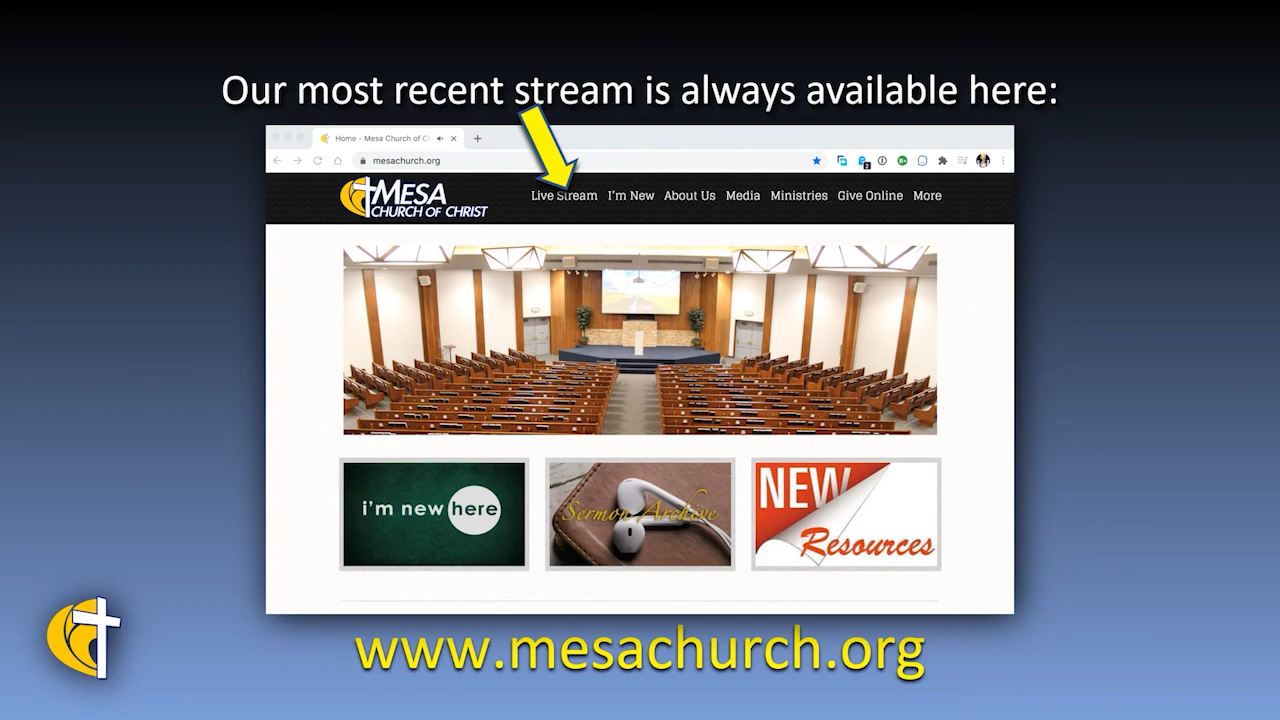 Our most recent stream is always available here:
Home - Mesa Church of C
mesachurch.org
MESA
CHURCH OF CHRIST
Live Stream I'm New About Us Media Ministries Give Online More
i'm new here
Sermon Archive
NEW
Resources
www.mesachurch.org